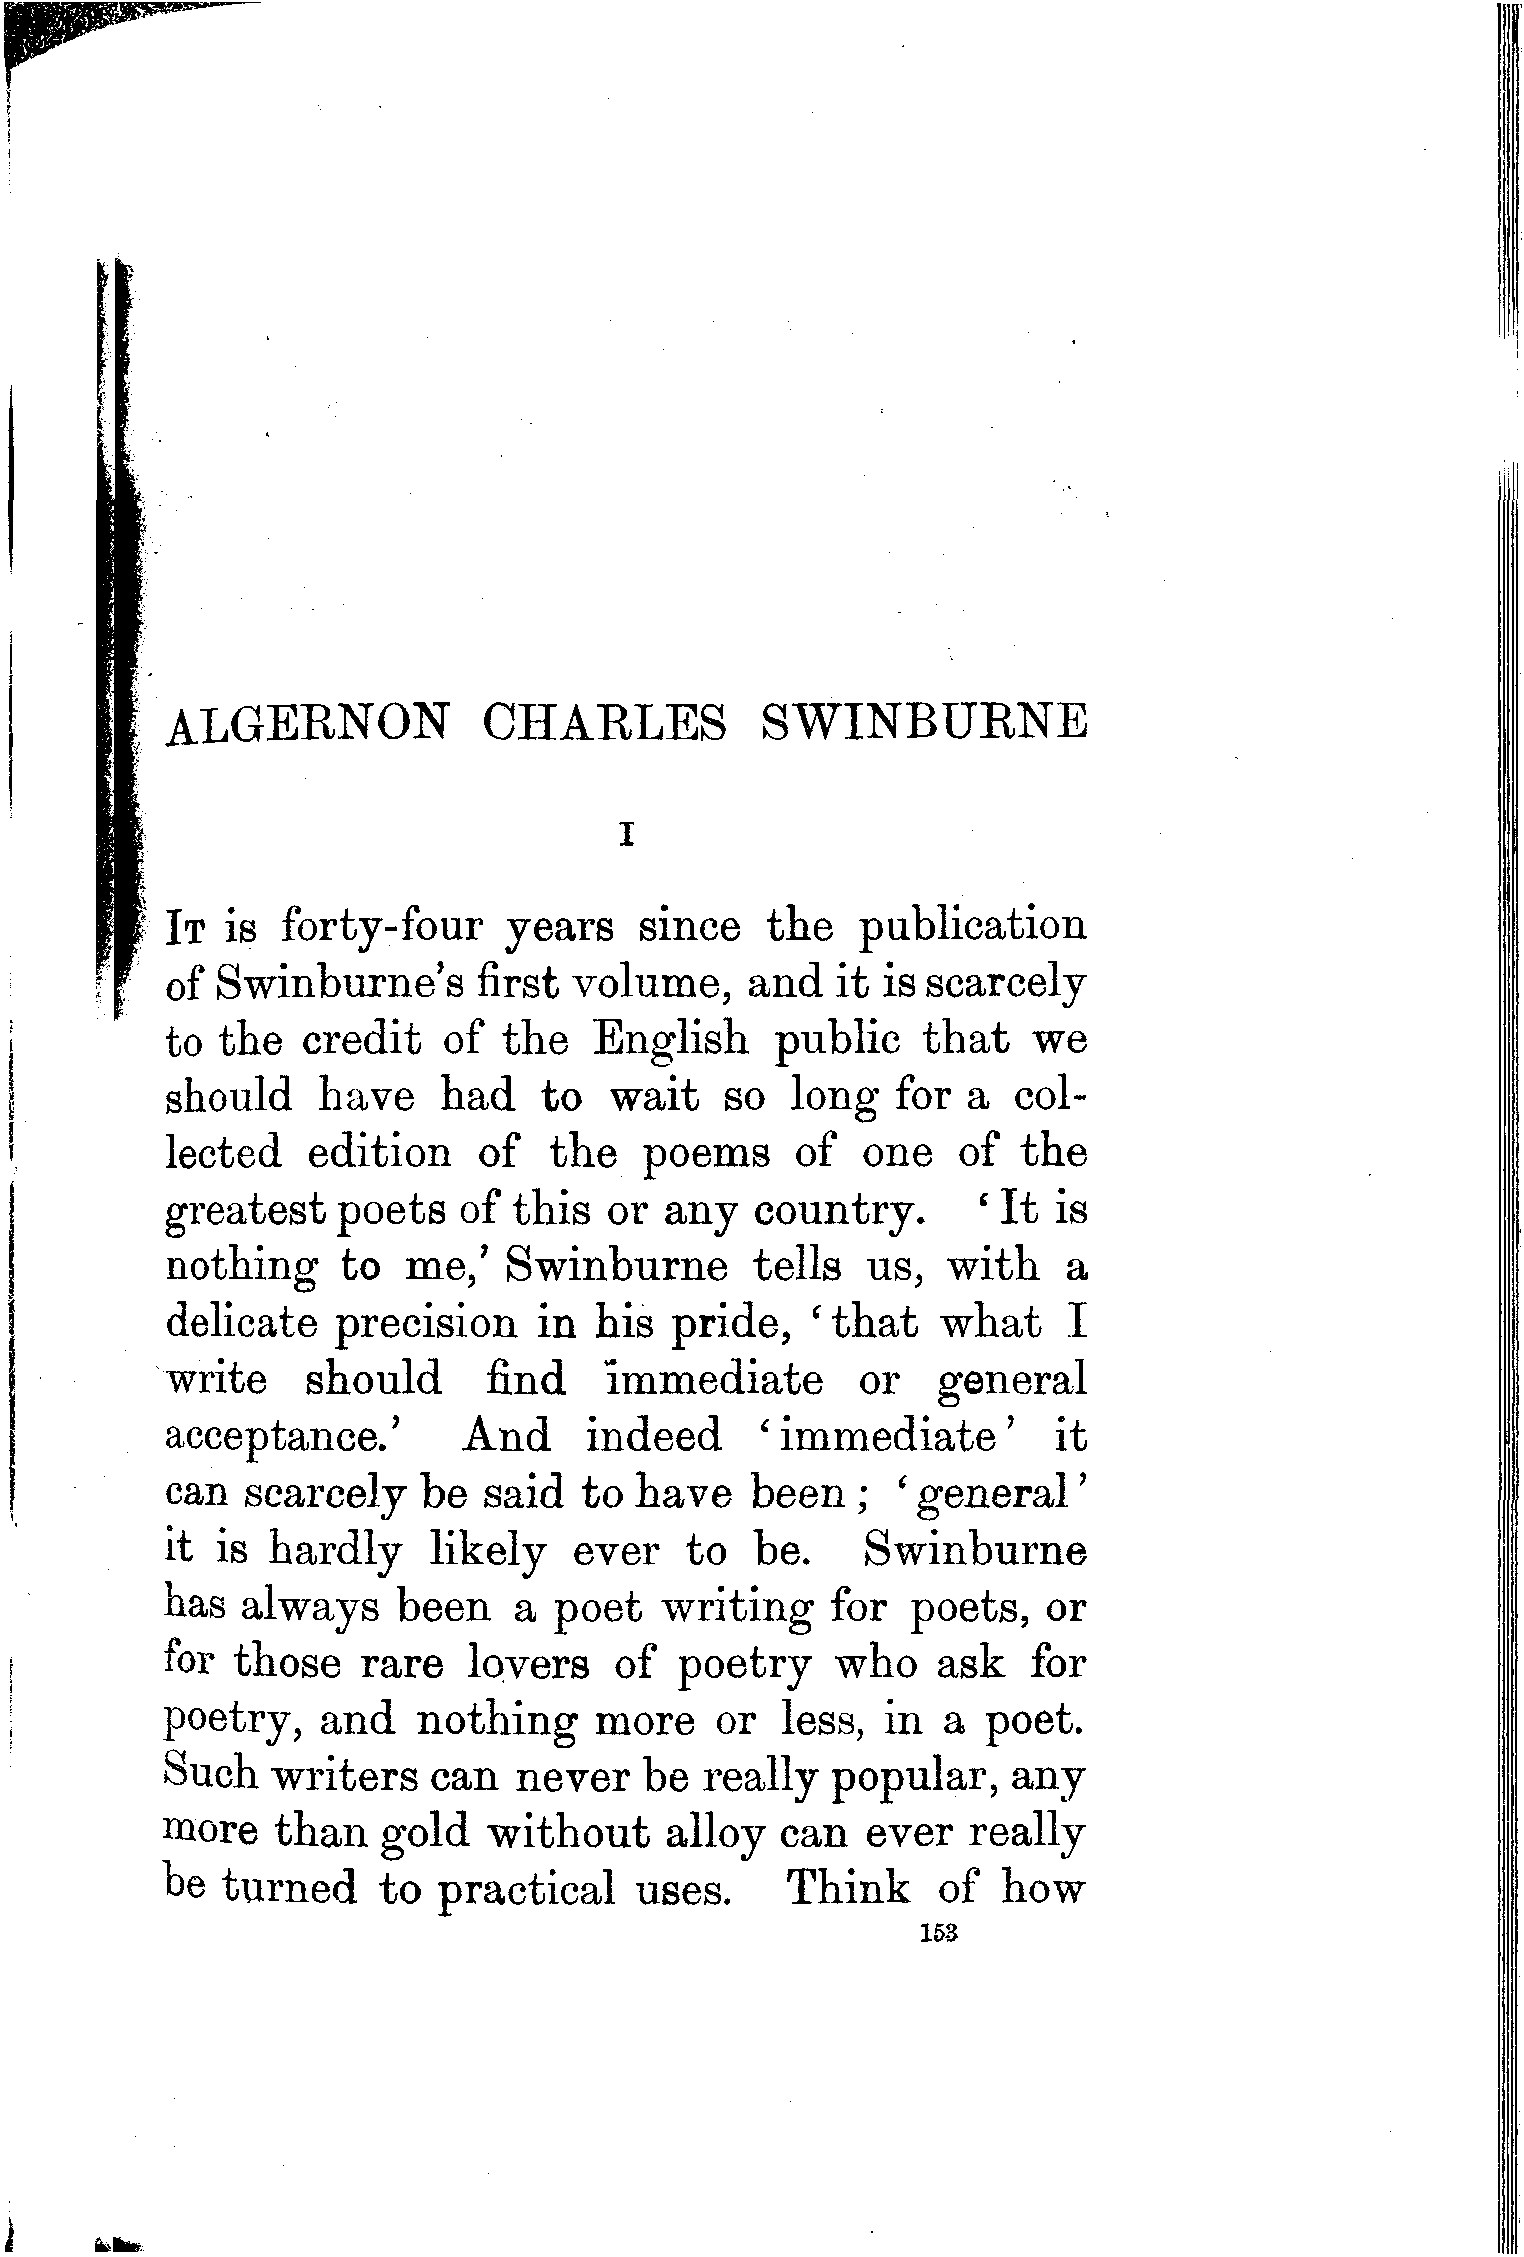 ALGERNON CHARLES SWINBURNE
I
IT is forty-four years since the publication
of Swinburne's first volume, and it is scarcely
to the credit of the English public that we
should have had to wait so long for a col-
lected edition of the poems of one of the
greatest poets of this or any country. ‘It is
nothing to me,’ Swinburne tells us, with a
delicate precision in his pride, ‘that what I
write should find immediate or general
acceptance.’ And indeed ‘immediate’ it
can scarcely be said to have been; ‘general’
it is hardly likely ever to be. Swinburne
has always been a poet writing for poets, or
for those rare lovers of poetry who ask for
poetry, and nothing more or less, in a poet.
Such writers can never be really popular, any
more than gold without alloy can ever really
be turned to practical uses. Think of how
153